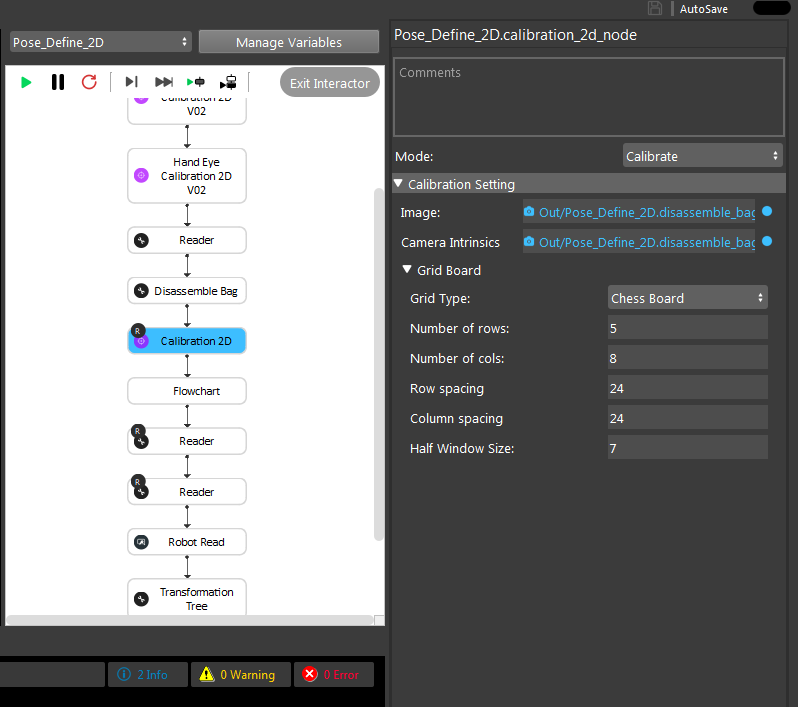 AutoSave
Pose_Define_2D
Manage Variables
Exit Interactor
Calibration 2D
V02
Hand Eye
Calibration 2D
V02
Reader
Disassemble Bag
R
Calibration 2D
Flowchart
R
Reader
R
Reader
Robot Read
Transformation
Tree
2 Info
0 Warning
0 Error
Pose_Define_2D.calibration_2d_node
Comments
Mode:
Calibrate
Calibration Setting
Image:
Out/Pose_Define_2D.disassemble_bag
Camera Intrinsics
Out/Pose_Define_2D.disassemble_bag
Grid Board
Grid Type:
Chess Board
Number of rows:
5
Number of cols:
8
Row spacing
24
Column spacing
24
Half Window Size:
7